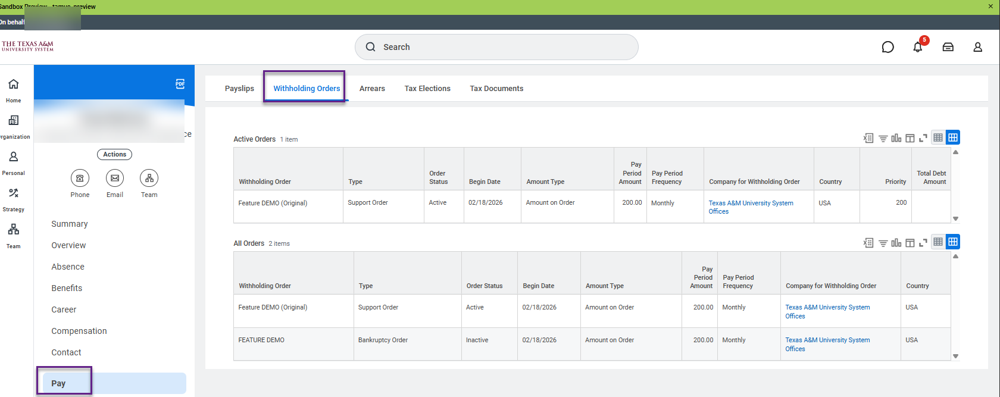 Sandbox Preview - tamus_preview
On behalf
THE TEXAS A&M
UNIVERSITY SYSTEM
Search
5
Home
Organization
Personal
Strategy
Team
PDF
ce
Actions
Phone
Email
Team
Summary
Overview
Absence
Benefits
Career
Compensation
Contact
Pay
Payslips
Withholding Orders
Arrears
Tax Elections
Tax Documents
Active Orders 1 item
Withholding Order
Type
Order
Status
Begin Date
Amount Type
Pay
Period
Amount
Pay Period
Frequency
Company for Withholding Order
Country
Priority
Total Debt
Amount
Feature DEMO (Original)
Support Order
Active
02/18/2026
Amount on Order
200.00
Monthly
Texas A&M University System
Offices
USA
200
All Orders 2 items
Withholding Order
Type
Order Status
Begin Date
Amount Type
Pay
Period
Amount
Pay Period
Frequency
Company for Withholding Order
Country
Feature DEMO (Original)
Support Order
Active
02/18/2026
Amount on Order
200.00
Monthly
Texas A&M University System
Offices
USA
FEATURE DEMO
Bankruptcy Order
Inactive
02/18/2026
Amount on Order
200.00
Monthly
Texas A&M University System
Offices
USA